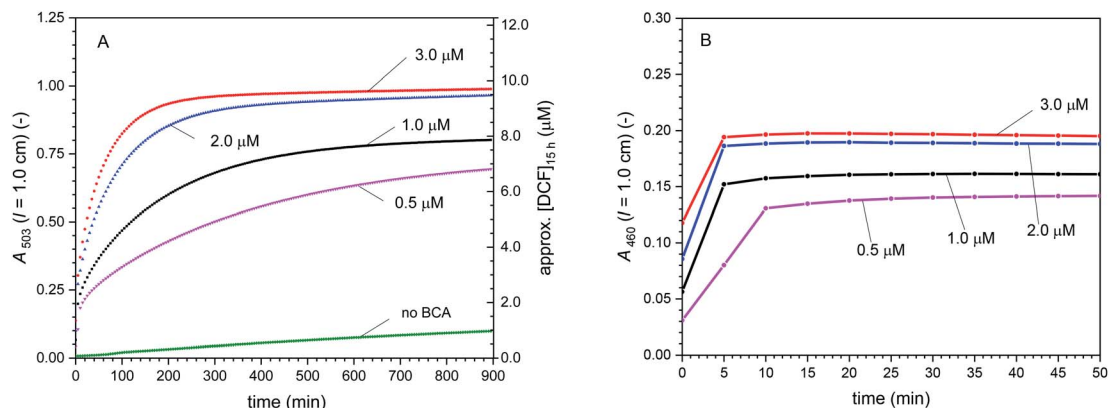 A
B
1.25
1.00
0.75
0.50
0.25
0.00
A 503 (l = 1.0 cm) (-)
0 100 200 300 400 500 600 700 800 900
time (min)
12.0
10.0
8.0
6.0
4.0
2.0
0.0
approx. [DCF]15 h (µM)
3.0 µM
2.0 µM
1.0 µM
0.5 µM
no BCA
0.30
0.25
0.20
0.15
0.10
0.05
0.00
A 460 (l = 1.0 cm) (-)
0 5 10 15 20 25 30 35 40 45 50
time (min)
3.0 µM
2.0 µM
1.0 µM
0.5 µM